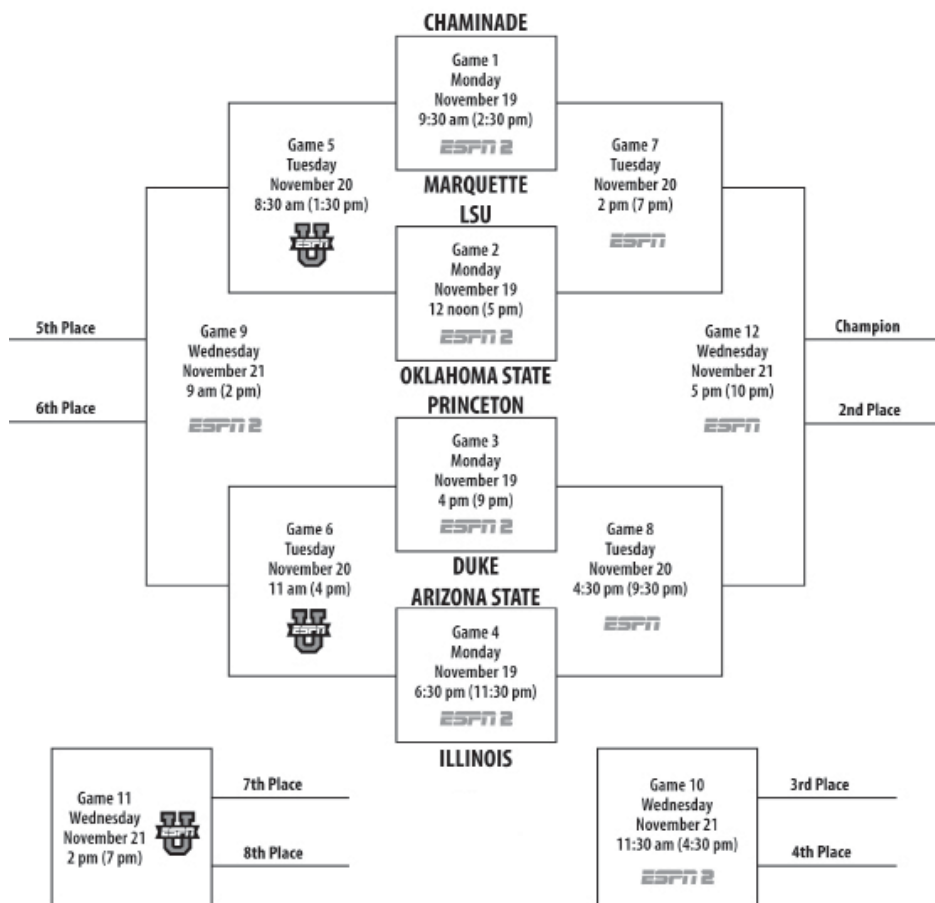 CHAMINADE
Game 1
Monday
November 19
9:30 am (2:30 pm)
ESPN 2
MARQUETTE
Game 5
Tuesday
November 20
8:30 am (1:30 pm)
U
ESPN
Game 7
Tuesday
November 20
2 pm (7 pm)
ESPN
LSU
Game 2
Monday
November 19
12 noon (5 pm)
ESPN 2
OKLAHOMA STATE
5th Place
6th Place
Game 9
Wednesday
November 21
9 am (2 pm)
ESPN 2
Game 12
Wednesday
November 21
5 pm (10 pm)
ESPN
Champion
2nd Place
PRINCETON
Game 3
Monday
November 19
4 pm (9 pm)
ESPN 2
DUKE
Game 6
Tuesday
November 20
11 am (4 pm)
U
ESPN
Game 8
Tuesday
November 20
4:30 pm (9:30 pm)
ESPN
ARIZONA STATE
Game 4
Monday
November 19
6:30 pm (11:30 pm)
ESPN 2
ILLINOIS
Game 11
Wednesday
November 21
2 pm (7 pm)
U
ESPN
7th Place
8th Place
Game 10
Wednesday
November 21
11:30 am (4:30 pm)
ESPN 2
3rd Place
4th Place